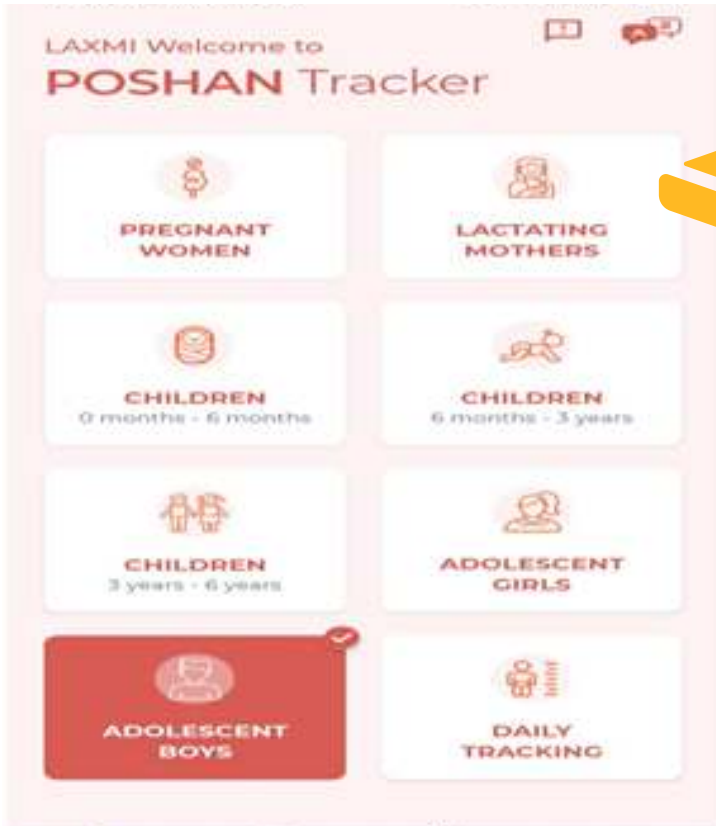 LAXMI Welcome to
POSHAN Tracker
PREGNANT
WOMEN
LACTATING
MOTHERS
CHILDREN
0 months - 6 months
CHILDREN
6 months - 3 years
CHILDREN
3 years - 6 years
ADOLESCENT
GIRLS
ADOLESCENT
BOYS
DAILY
TRACKING